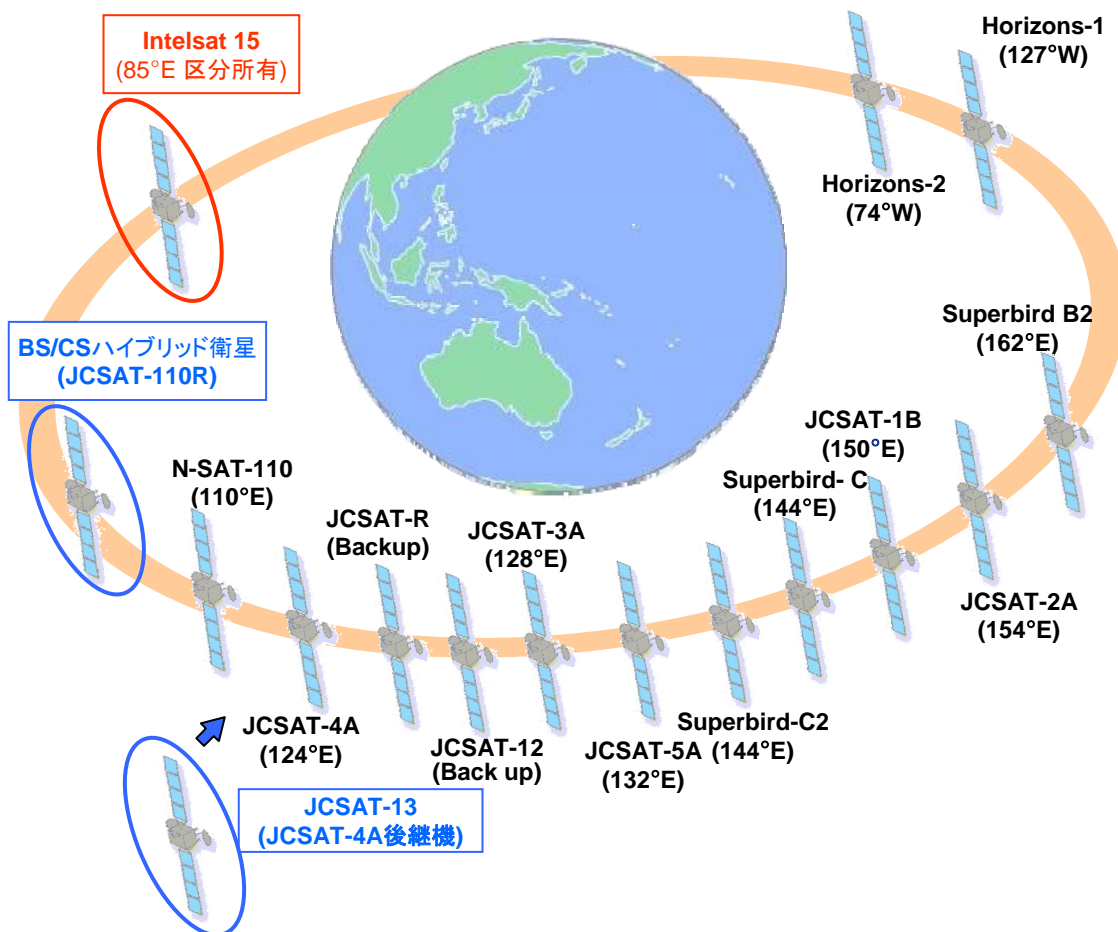 Intelsat 15
(85°E 区分所有)
Horizons-1
(127°W)
Horizons-2
(74°W)
Superbird B2
(162°E)
BS/CSハイブリッド衛星
(JCSAT-110R)
JCSAT-1B
(150°E)
N-SAT-110
(110°E)
Superbird- C
(144°E)
JCSAT-R
(Backup)
JCSAT-3A
(128°E)
JCSAT-2A
(154°E)
JCSAT-4A
(124°E)
Superbird-C2
(144°E)
JCSAT-12
(Back up)
JCSAT-5A
(132°E)
JCSAT-13
(JCSAT-4A後継機)